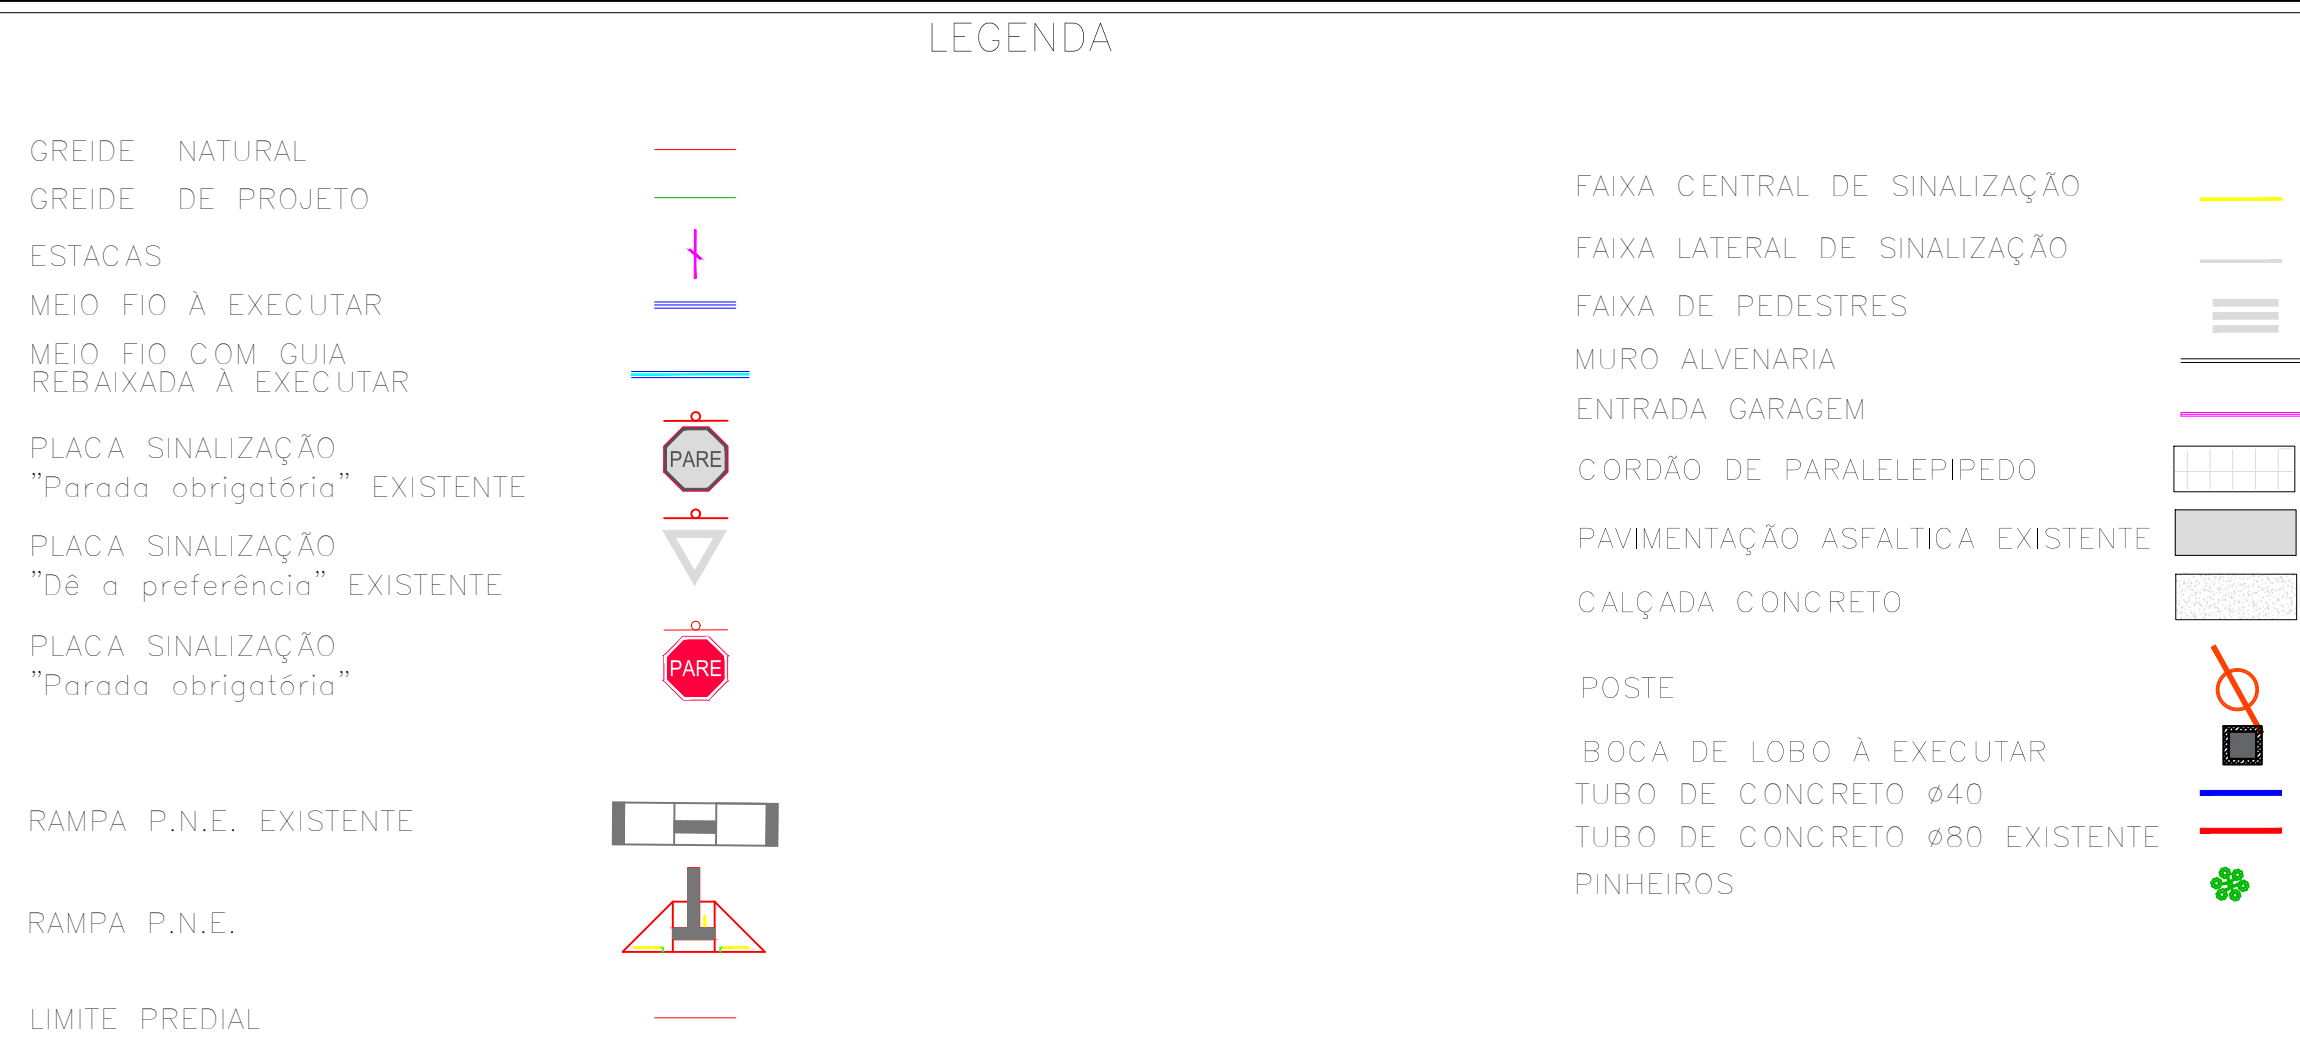 LEGENDA
GREIDE NATURAL
GREIDE DE PROJETO
ESTACAS
MEIO FIO À EXECUTAR
MEIO FIO COM GUIA
REBAIXADA À EXECUTAR
PLACA SINALIZAÇÃO
"Parada obrigatória" EXISTENTE
PARE
PLACA SINALIZAÇÃO
"Dê a preferência" EXISTENTE
PLACA SINALIZAÇÃO
"Parada obrigatória"
PARE
RAMPA P.N.E. EXISTENTE
RAMPA P.N.E.
LIMITE PREDIAL
FAIXA CENTRAL DE SINALIZAÇÃO
FAIXA LATERAL DE SINALIZAÇÃO
FAIXA DE PEDESTRES
MURO ALVENARIA
ENTRADA GARAGEM
CORDÃO DE PARALELEPIPEDO
PAVIMENTAÇÃO ASFALTICA EXISTENTE
CALÇADA CONCRETO
POSTE
BOCA DE LOBO À EXECUTAR
TUBO DE CONCRETO ø40
TUBO DE CONCRETO ø80 EXISTENTE
PINHEIROS